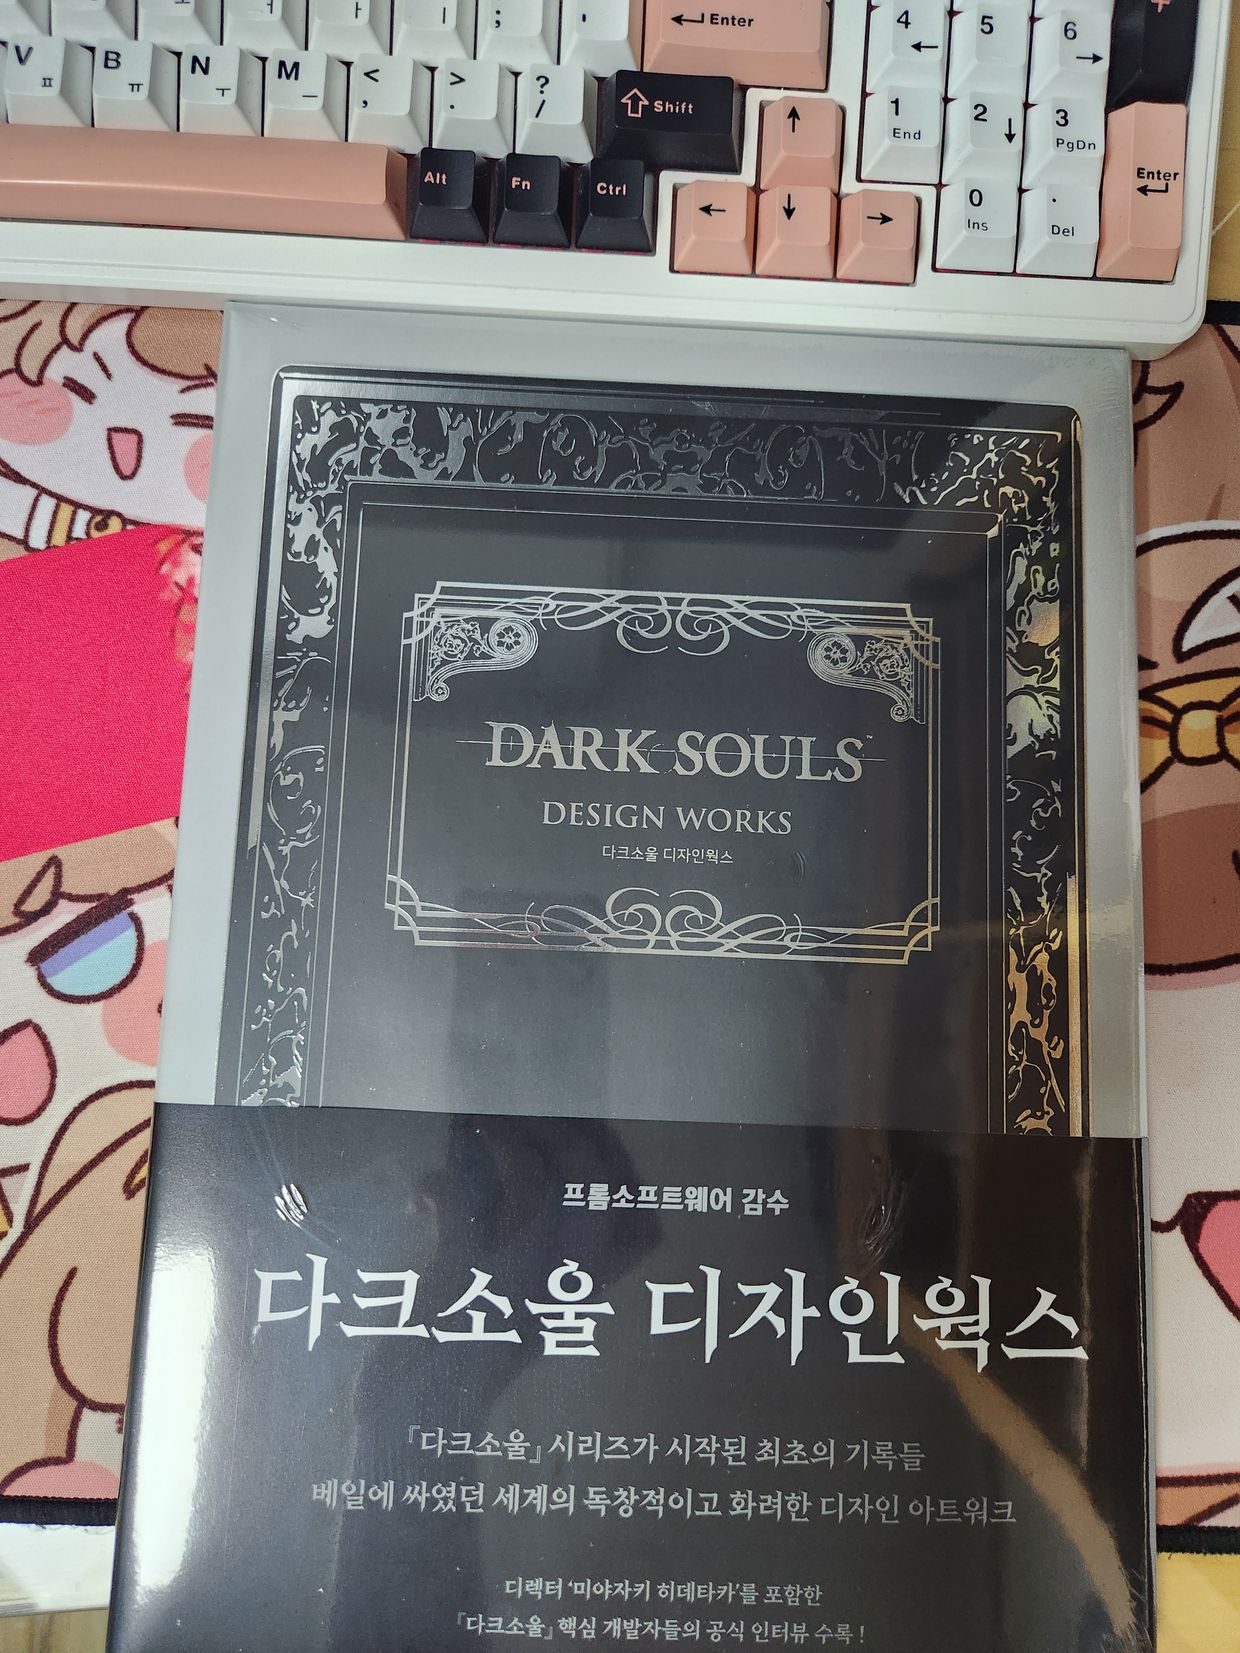 ← Enter
4 ←
5
6 →
+
V ㅍ
B ㅠ
N ㅜ
M ㅡ
< ,
> .
? /
⇧ Shift
↑
1 End
2 ↓
3 PgDn
Enter ↵
Alt
Fn
Ctrl
←
↓
→
0 Ins
. Del
DARK SOULS™
DESIGN WORKS
다크소울 디자인웍스
프롬소프트웨어 감수
다크소울 디자인웍스
『다크소울』 시리즈가 시작된 최초의 기록들
베일에 싸였던 세계의 독창적이고 화려한 디자인 아트워크
디렉터 '미야자키 히데타카'를 포함한
『다크소울』 핵심 개발자들의 공식 인터뷰 수록!